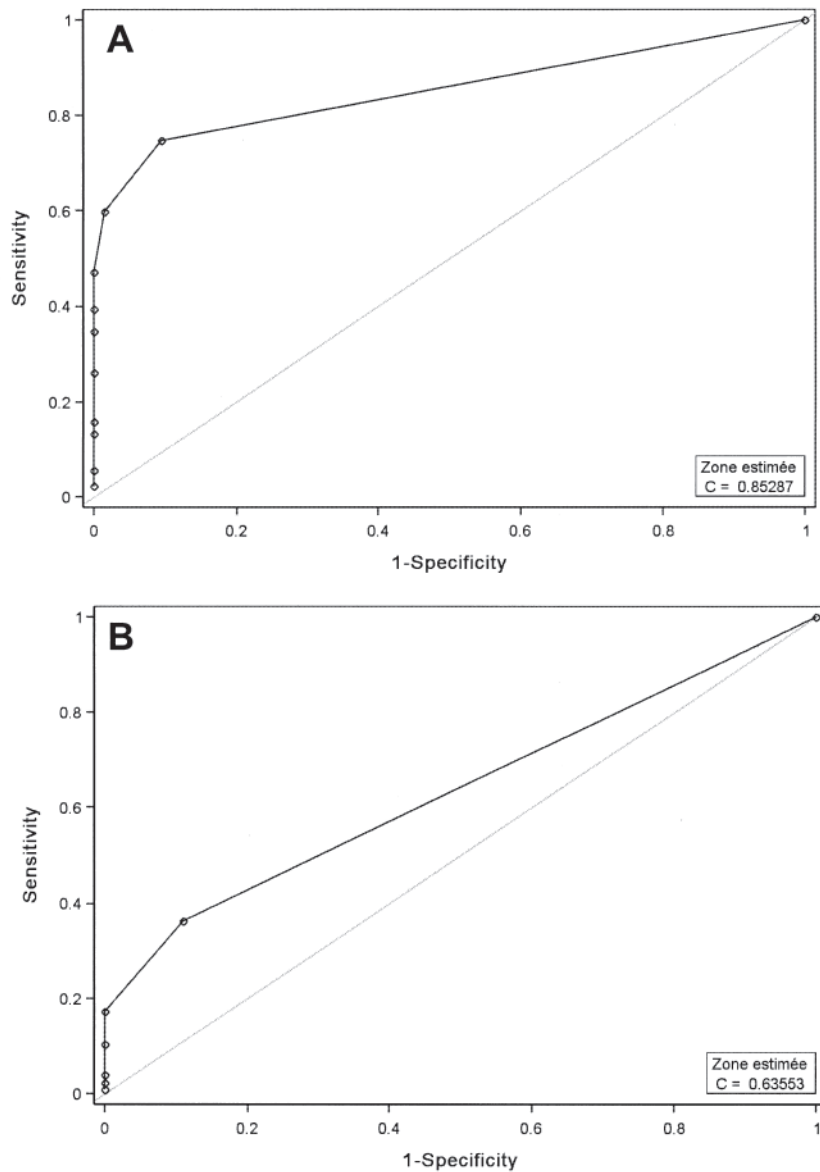 A
1
0.8
0.6
0.4
0.2
0
Sensitivity
Zone estimée
C = 0.85287
0 0.2 0.4 0.6 0.8 1
1-Specificity
B
1
0.8
0.6
0.4
0.2
0
Sensitivity
Zone estimée
C = 0.63553
0 0.2 0.4 0.6 0.8 1
1-Specificity